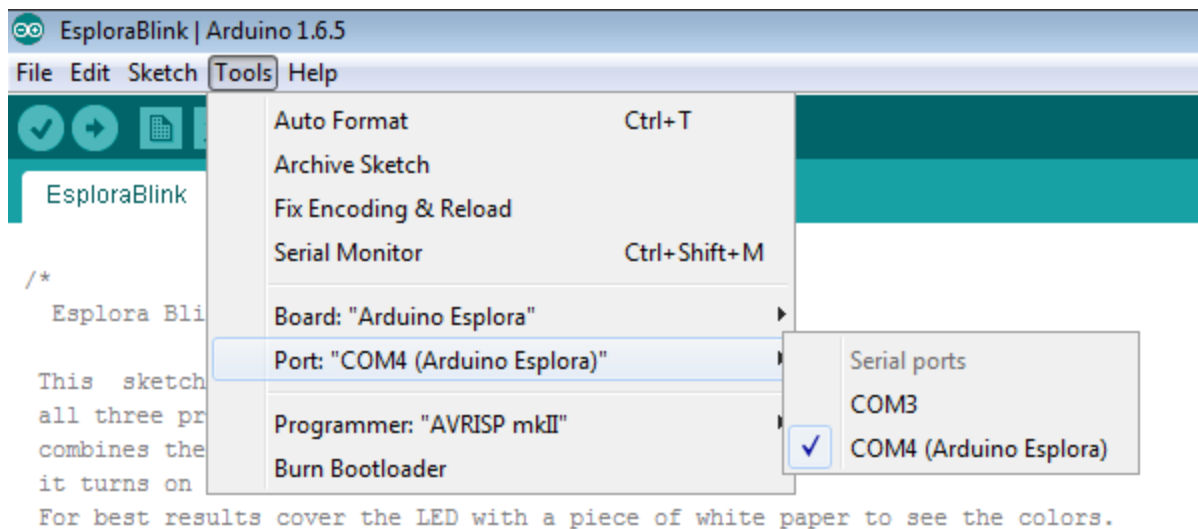 EsploraBlink | Arduino 1.6.5
File Edit Sketch Tools Help
Auto Format Ctrl+T
Archive Sketch
Fix Encoding & Reload
Serial Monitor Ctrl+Shift+M
Board: "Arduino Esplora"
Port: "COM4 (Arduino Esplora)"
Programmer: "AVRISP mkII"
Burn Bootloader
Serial ports
COM3
COM4 (Arduino Esplora)
EsploraBlink
/*
Esplora Bli
This  sketch
all three pr
combines the
it turns on
For best results cover the LED with a piece of white paper to see the colors.